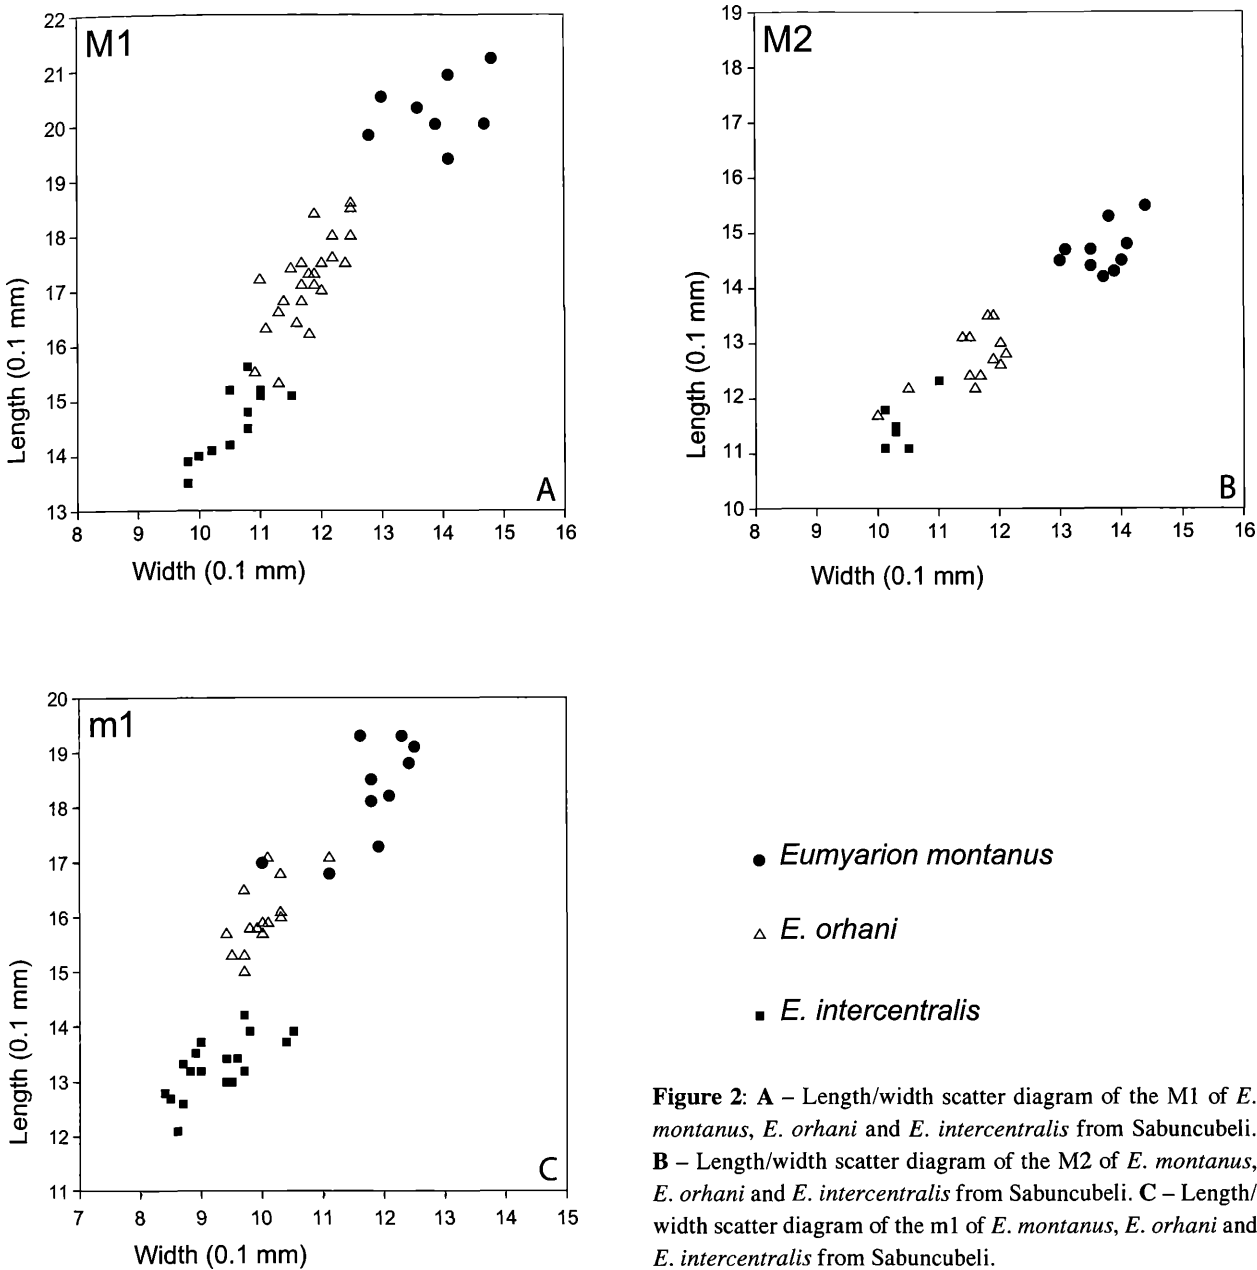 M1
22
21
20
19
18
17
16
15
14
13
Length (0.1 mm)
8 9 10 11 12 13 14 15 16
Width (0.1 mm)
A
M2
19
18
17
16
15
14
13
12
11
10
Length (0.1 mm)
8 9 10 11 12 13 14 15 16
Width (0.1 mm)
B
m1
20
19
18
17
16
15
14
13
12
11
Length (0.1 mm)
7 8 9 10 11 12 13 14 15
Width (0.1 mm)
C
Eumyarion montanus
E. orhani
E. intercentralis
Figure 2: A – Length/width scatter diagram of the M1 of E.
montanus, E. orhani and E. intercentralis from Sabuncubeli.
B – Length/width scatter diagram of the M2 of E. montanus,
E. orhani and E. intercentralis from Sabuncubeli. C – Length/
width scatter diagram of the m1 of E. montanus, E. orhani and
E. intercentralis from Sabuncubeli.